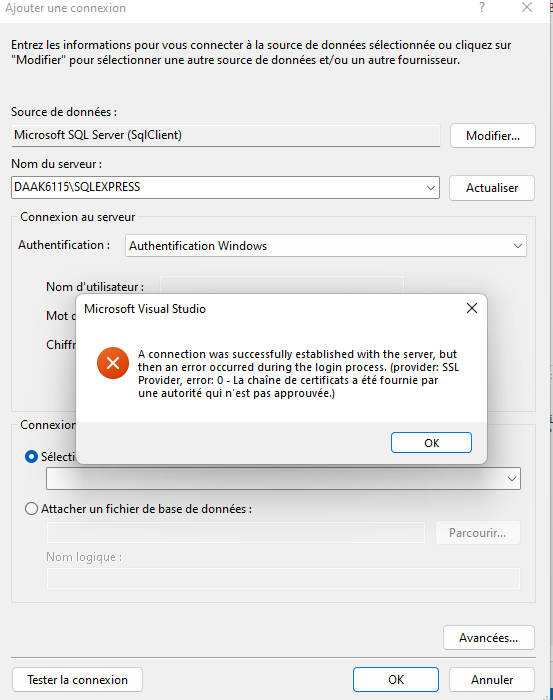 Ajouter une connexion
?
Entrez les informations pour vous connecter à la source de données sélectionnée ou cliquez sur
"Modifier" pour sélectionner une autre source de données et/ou un autre fournisseur.
Source de données :
Microsoft SQL Server (SqlClient)
Modifier...
Nom du serveur :
DAAK6115\SQLEXPRESS
Actualiser
Connexion au serveur
Authentification :
Authentification Windows
Nom d'utilisateur :
Microsoft Visual Studio
A connection was successfully established with the server, but
then an error occurred during the login process. (provider: SSL
Provider, error: 0 - La chaîne de certificats a été fournie par
une autorité qui n'est pas approuvée.)
OK
Connexion
Attacher un fichier de base de données :
Parcourir...
Nom logique :
Avancées...
Tester la connexion
OK
Annuler